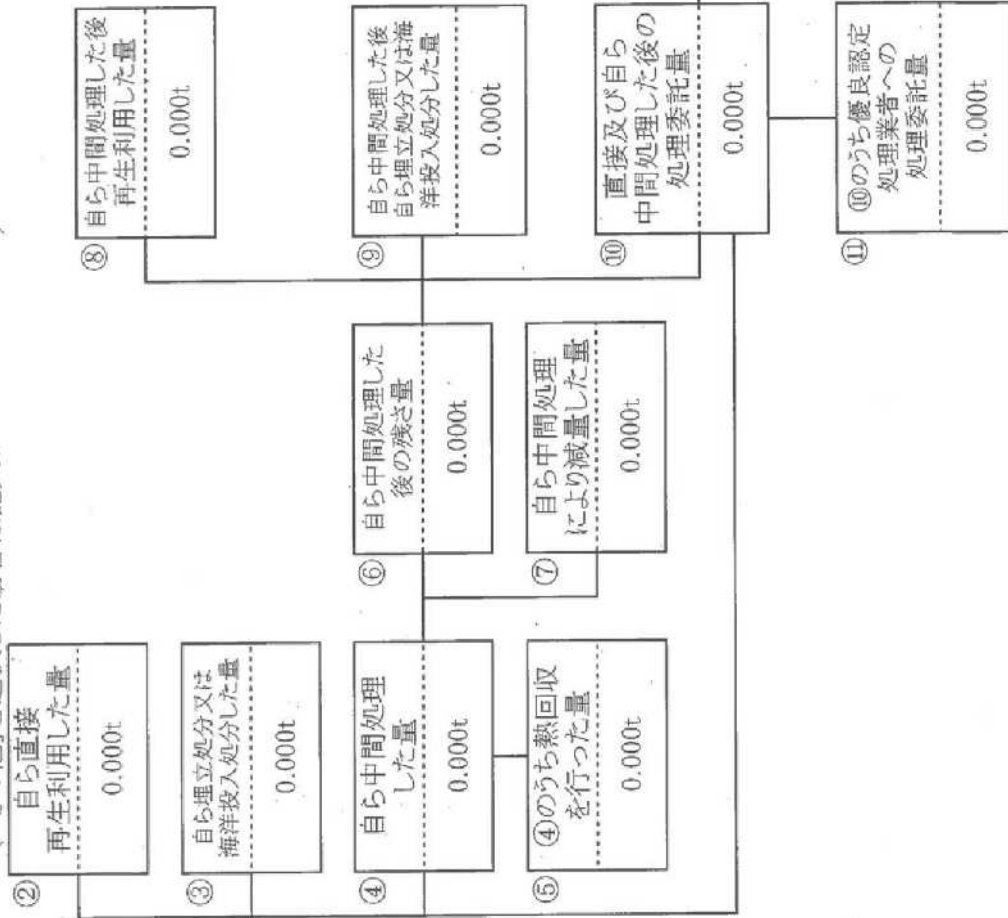 ②
自ら直接
再生利用した量
0.000t
③
自ら埋立処分又は
海洋投入処分した量
0.000t
④
自ら中間処理
した量
0.000t
⑤
④のうち熱回収
を行った量
0.000t
⑥
自ら中間処理した
後の残さ量
0.000t
⑦
自ら中間処理
により減量した量
0.000t
⑧
自ら中間処理した後
再生利用した量
0.000t
⑨
自ら中間処理した後
自ら埋立処分又は海
洋投入処分した量
0.000t
⑩
直接及び自ら
中間処理した後の
処理委託量
0.000t
⑪
⑩のうち優良認定
処理業者への
処理委託量
0.000t